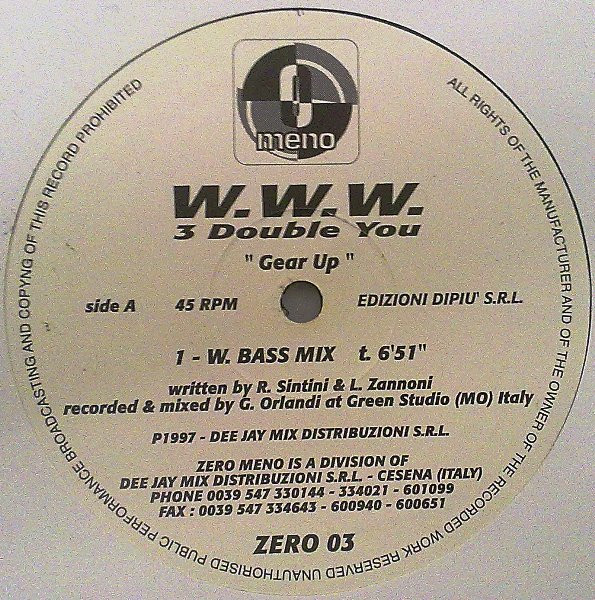 0
meno
W.W.W.
3 Double You
" Gear Up "
side A 45 RPM EDIZIONI DIPIU' S.R.L.
1 - W. BASS MIX t. 6'51"
written by R. Sintini & L. Zannoni
recorded & mixed by G. Orlandi at Green Studio (MO) Italy
P1997 - DEE JAY MIX DISTRIBUZIONI S.R.L.
ZERO MENO IS A DIVISION OF
DEE JAY MIX DISTRIBUZIONI S.R.L. - CESENA (ITALY)
PHONE 0039 547 330144 - 334021 - 601099
FAX : 0039 547 334643 - 600940 - 600651
ZERO 03
ALL RIGHTS OF THE MANUFACTURER AND OF THE OWNER OF THE RECORDED WORK RESERVED UNAUTHORISED PUBLIC PERFORMANCE BROADCASTING AND COPYNG OF THIS RECORD PROHIBITED